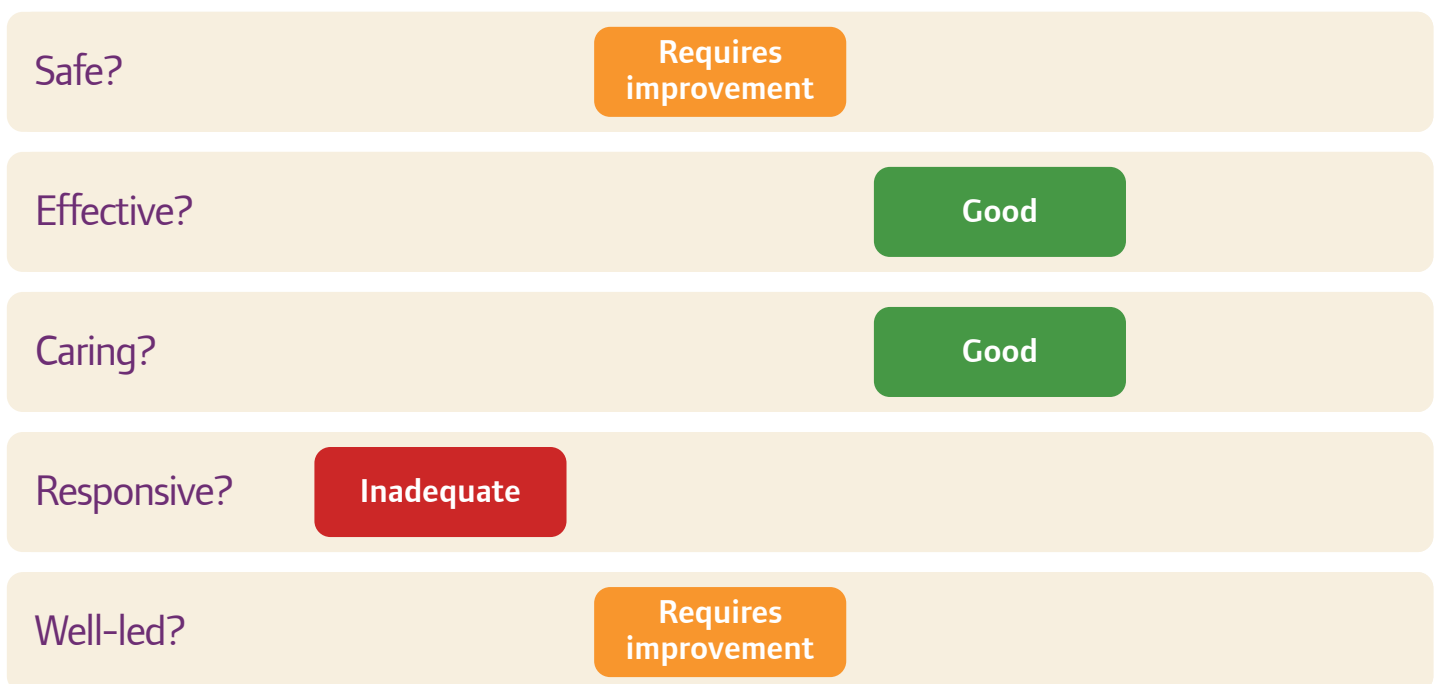 Safe?
Requires
improvement
Effective?
Good
Caring?
Good
Responsive?
Inadequate
Well-led?
Requires
improvement